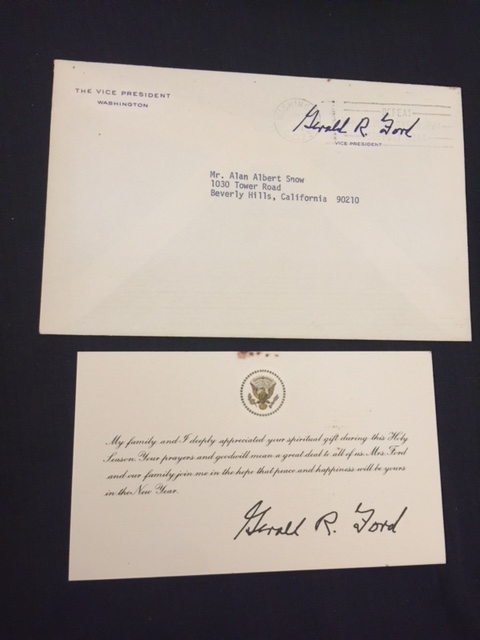 THE VICE PRESIDENT
WASHINGTON
Gerald R. Ford
VICE PRESIDENT
Mr. Alan Albert Snow
1030 Tower Road
Beverly Hills, California 90210
My family and I deeply appreciated your spiritual gift during this Holy
Season. Your prayers and goodwill mean a great deal to all of us. Mrs. Ford
and our family join me in the hope that peace and happiness will be yours
in the New Year.
Gerald R. Ford